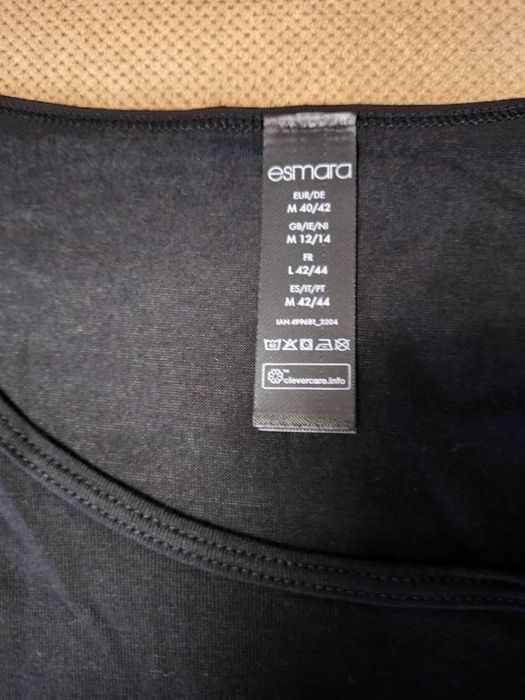 esmara
EUR/DE
M 40/42
GB/IE/NI
M 12/14
FR
L 42/44
ES/IT/PT
M 42/44
IAN 499681_2204
™
clevercare.info